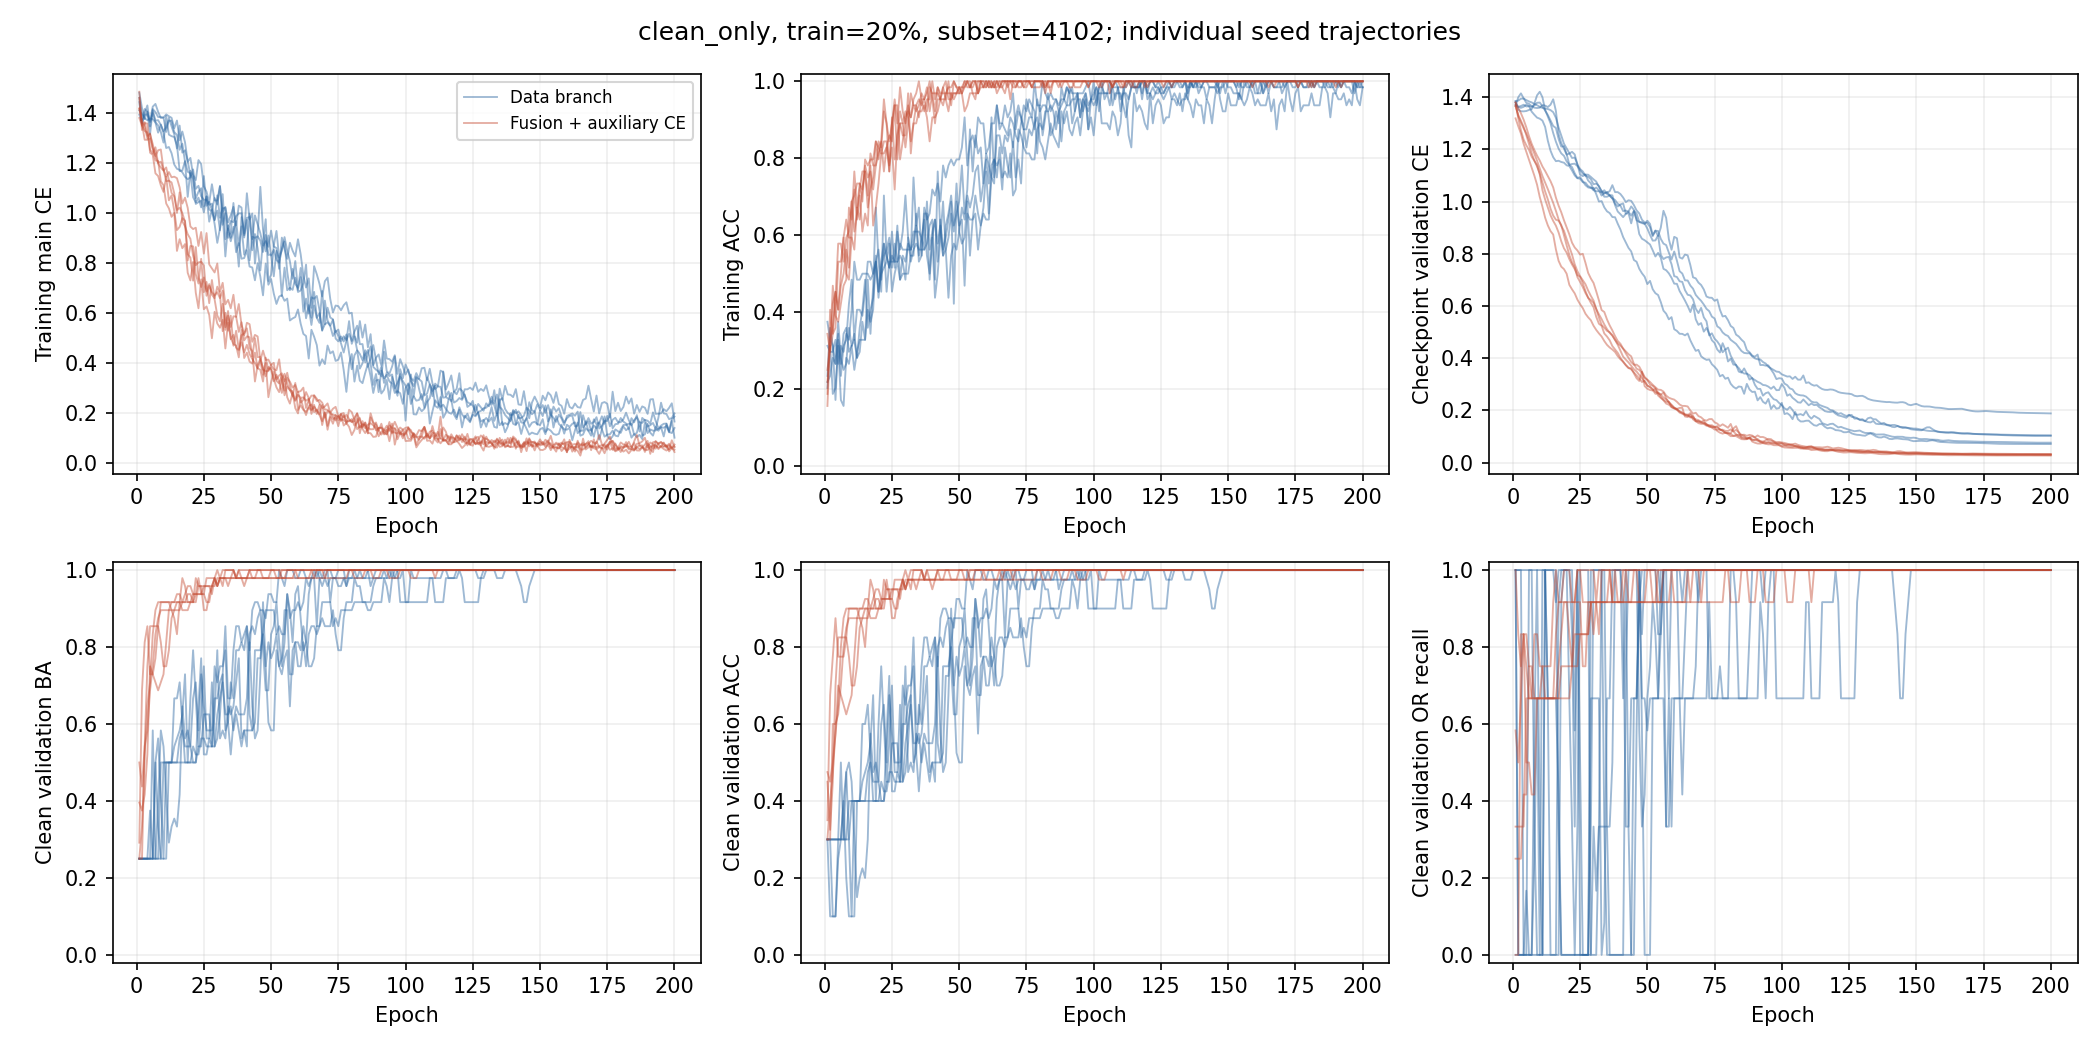 clean_only, train=20%, subset=4102; individual seed trajectories
Training main CE
1.4
1.2
1.0
0.8
0.6
0.4
0.2
0.0
Data branch
Fusion + auxiliary CE
0 25 50 75 100 125 150 175 200
Epoch
Training ACC
1.0
0.8
0.6
0.4
0.2
0.0
0 25 50 75 100 125 150 175 200
Epoch
Checkpoint validation CE
1.4
1.2
1.0
0.8
0.6
0.4
0.2
0.0
0 25 50 75 100 125 150 175 200
Epoch
Clean validation BA
1.0
0.8
0.6
0.4
0.2
0.0
0 25 50 75 100 125 150 175 200
Epoch
Clean validation ACC
1.0
0.8
0.6
0.4
0.2
0.0
0 25 50 75 100 125 150 175 200
Epoch
Clean validation OR recall
1.0
0.8
0.6
0.4
0.2
0.0
0 25 50 75 100 125 150 175 200
Epoch